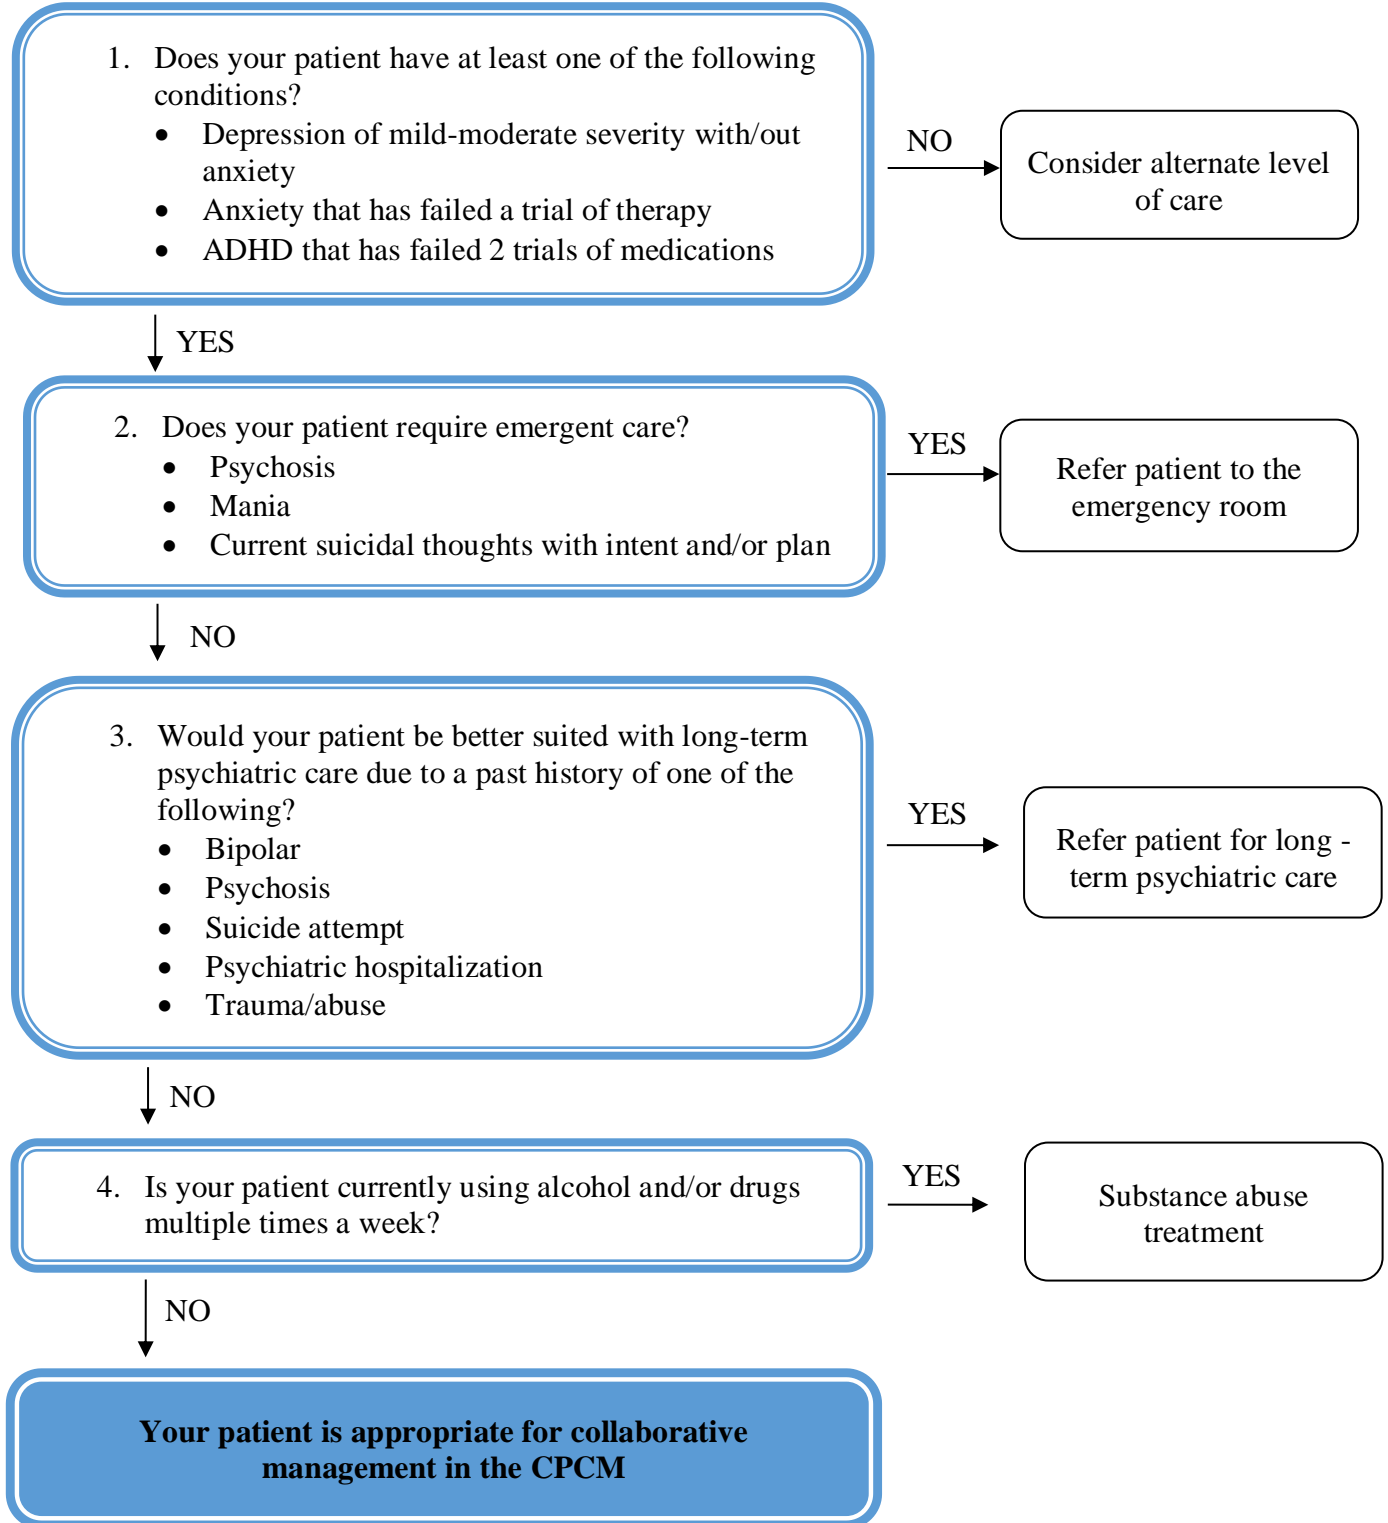 1. Does your patient have at least one of the following
conditions?
• Depression of mild-moderate severity with/out
anxiety
• Anxiety that has failed a trial of therapy
• ADHD that has failed 2 trials of medications
NO
Consider alternate level
of care
YES
2. Does your patient require emergent care?
• Psychosis
• Mania
• Current suicidal thoughts with intent and/or plan
YES
Refer patient to the
emergency room
NO
3. Would your patient be better suited with long-term
psychiatric care due to a past history of one of the
following?
• Bipolar
• Psychosis
• Suicide attempt
• Psychiatric hospitalization
• Trauma/abuse
YES
Refer patient for long -
term psychiatric care
NO
4. Is your patient currently using alcohol and/or drugs
multiple times a week?
YES
Substance abuse
treatment
NO
Your patient is appropriate for collaborative
management in the CPCM